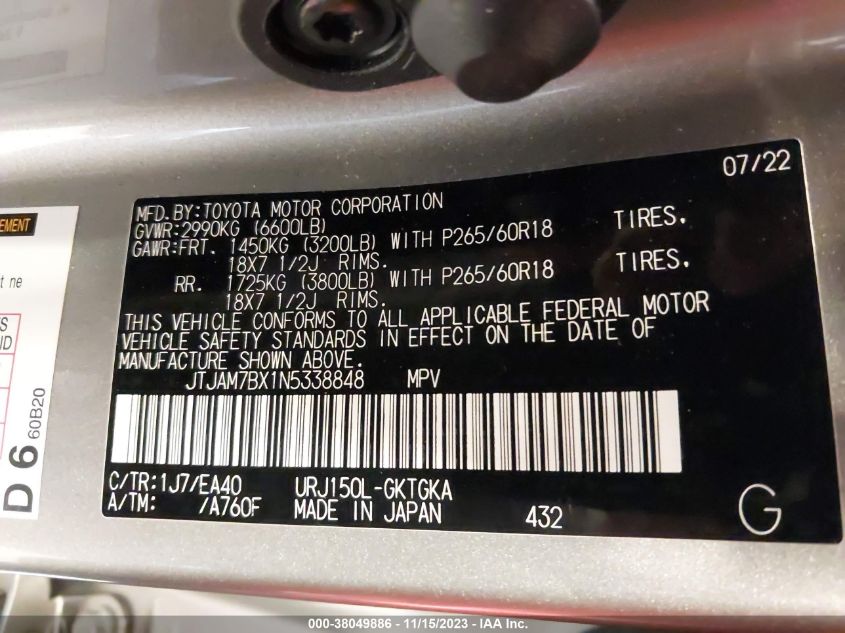 07/22
MFD.BY:TOYOTA MOTOR CORPORATION
GVWR:2990KG (6600LB)
GAWR:FRT. 1450KG (3200LB) WITH P265/60R18 TIRES.
18X7 1/2J RIMS.
RR. 1725KG (3800LB) WITH P265/60R18 TIRES.
18X7 1/2J RIMS.
THIS VEHICLE CONFORMS TO ALL APPLICABLE FEDERAL MOTOR
VEHICLE SAFETY STANDARDS IN EFFECT ON THE DATE OF
MANUFACTURE SHOWN ABOVE.
JTJAM7BX1N5338848 MPV
C/TR:1J7/EA40 URJ150L-GKTGKA
A/TM: /A760F MADE IN JAPAN 432 G
EMENT
t ne
S
ID
D 6
60B20
000-38049886 - 11/15/2023 - IAA Inc.